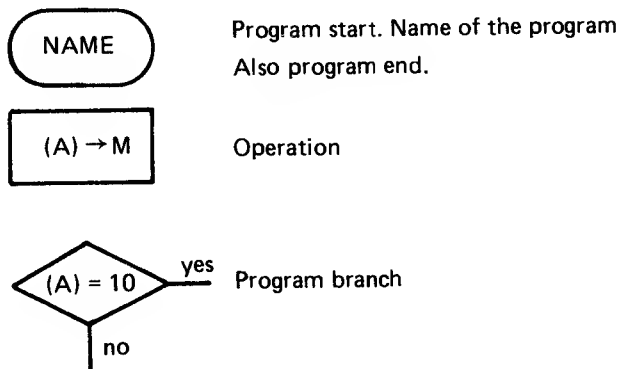 NAME
Program start. Name of the program
Also program end.
(A) → M
Operation
(A) = 10
yes
Program branch
no